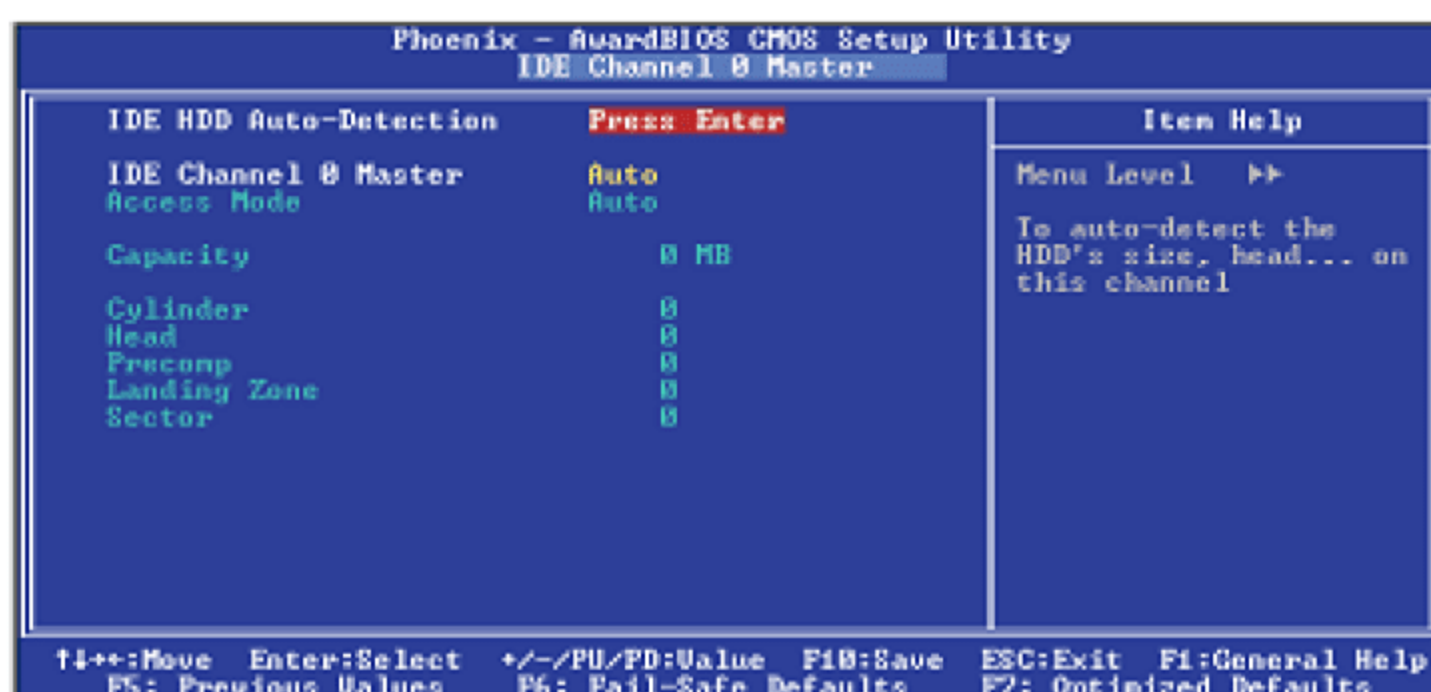 Phoenix - AwardBIOS CMOS Setup Utility
IDE Channel 0 Master
IDE HDD Auto-Detection Press Enter
IDE Channel 0 Master Auto
Access Mode Auto
Capacity 0 MB
Cylinder 0
Head 0
Precomp 0
Landing Zone 0
Sector 0
Item Help
Menu Level ▶▶
To auto-detect the
HDD's size, head... on
this channel
↑↓→←:Move Enter:Select +/-/PU/PD:Value F10:Save ESC:Exit F1:General Help
F5: Previous Values F6: Fail-Safe Defaults F7: Optimized Defaults